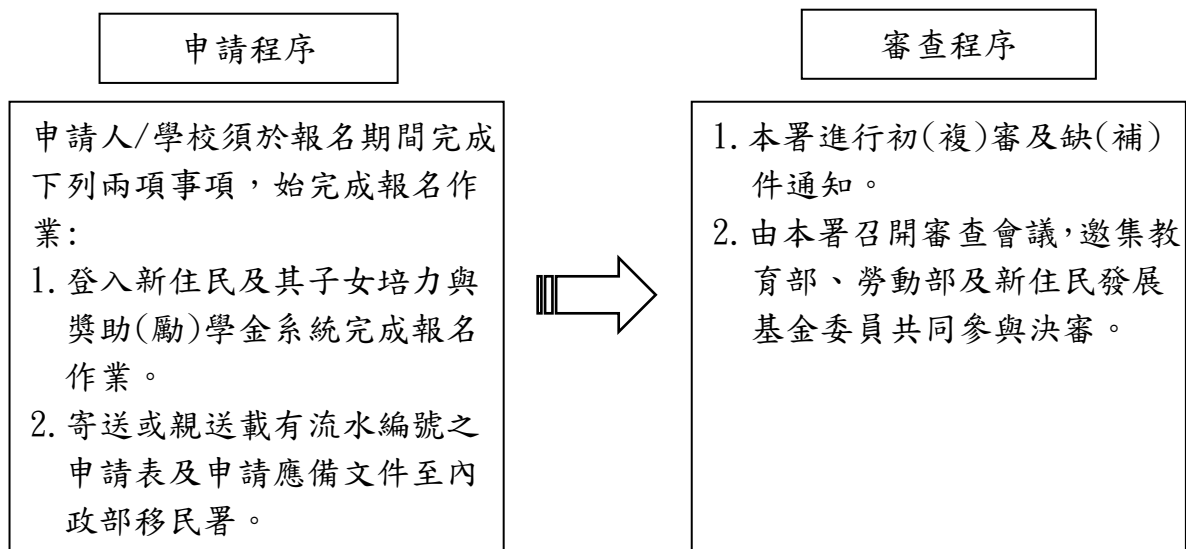 申請程序
申請人/學校須於報名期間完成
下列兩項事項，始完成報名作
業:
1. 登入新住民及其子女培力與
獎助(勵)學金系統完成報名
作業。
2. 寄送或親送載有流水編號之
申請表及申請應備文件至內
政部移民署。
審查程序
1. 本署進行初(複)審及缺(補)
件通知。
2. 由本署召開審查會議，邀集教
育部、勞動部及新住民發展
基金委員共同參與決審。